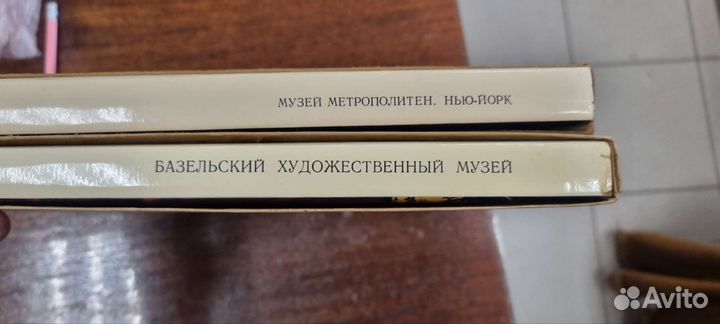 МУЗЕЙ МЕТРОПОЛИТЕН. НЬЮ-ЙОРК
БАЗЕЛЬСКИЙ ХУДОЖЕСТВЕННЫЙ МУЗЕЙ
Avito